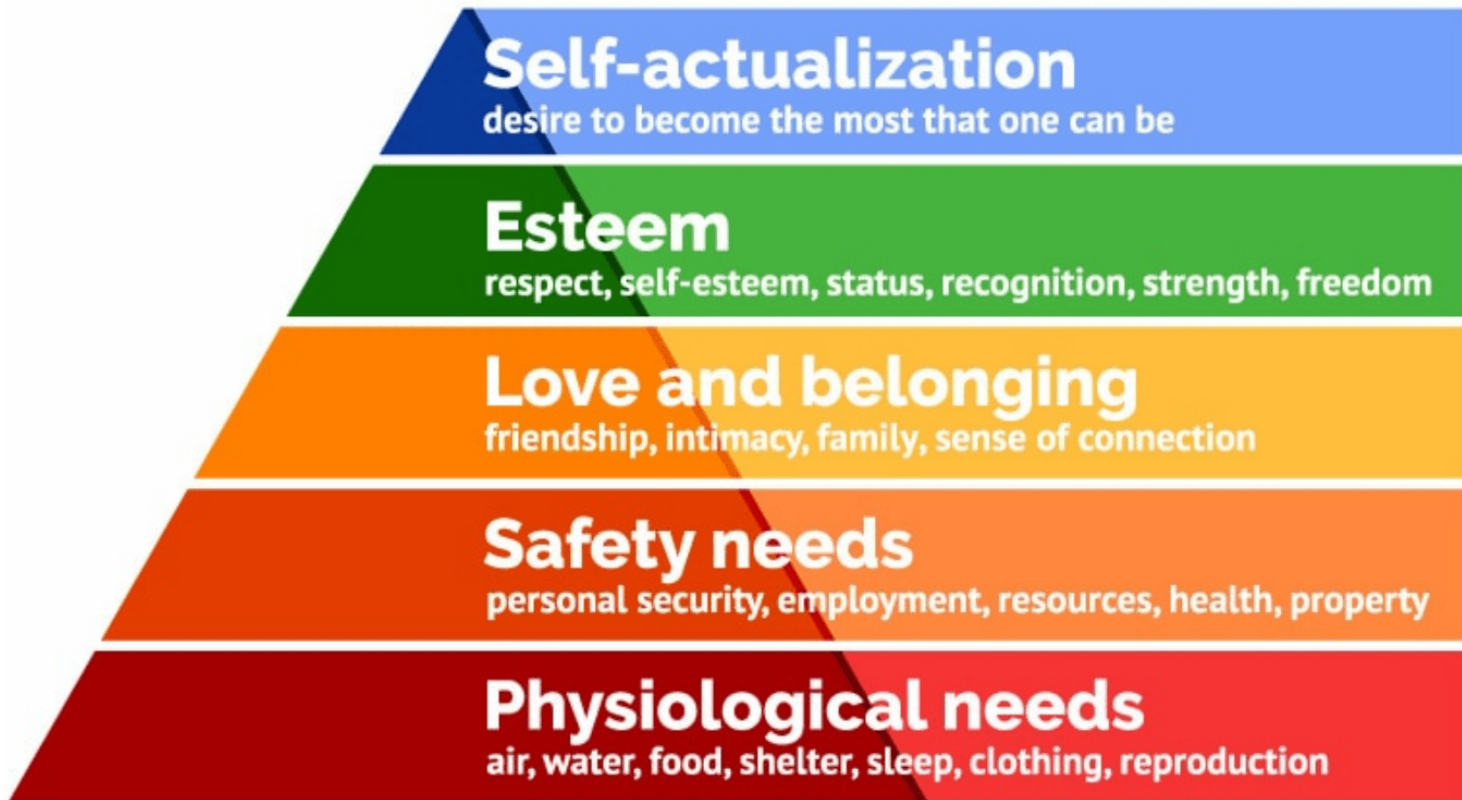 Self-actualization
desire to become the most that one can be
Esteem
respect, self-esteem, status, recognition, strength, freedom
Love and belonging
friendship, intimacy, family, sense of connection
Safety needs
personal security, employment, resources, health, property
Physiological needs
air, water, food, shelter, sleep, clothing, reproduction